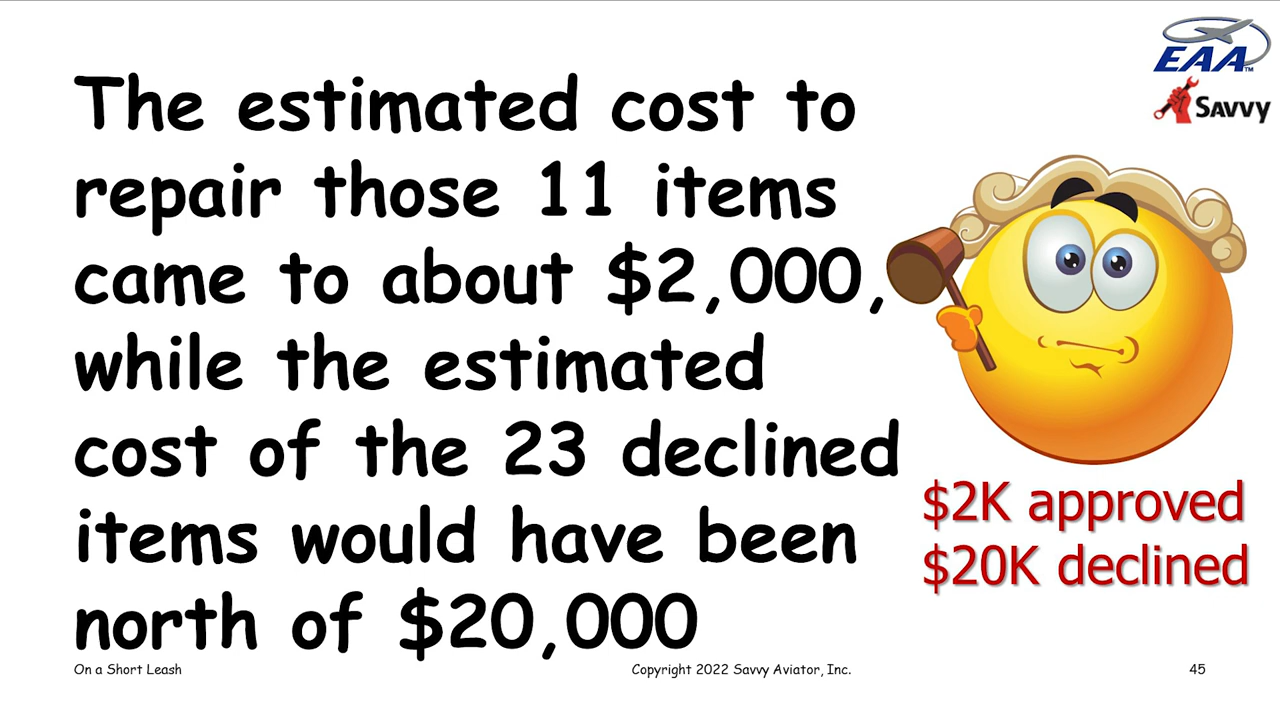 EAA™
Savvy
The estimated cost to
repair those 11 items
came to about $2,000,
while the estimated
cost of the 23 declined
items would have been
north of $20,000
$2K approved
$20K declined
On a Short Leash
Copyright 2022 Savvy Aviator, Inc.
45